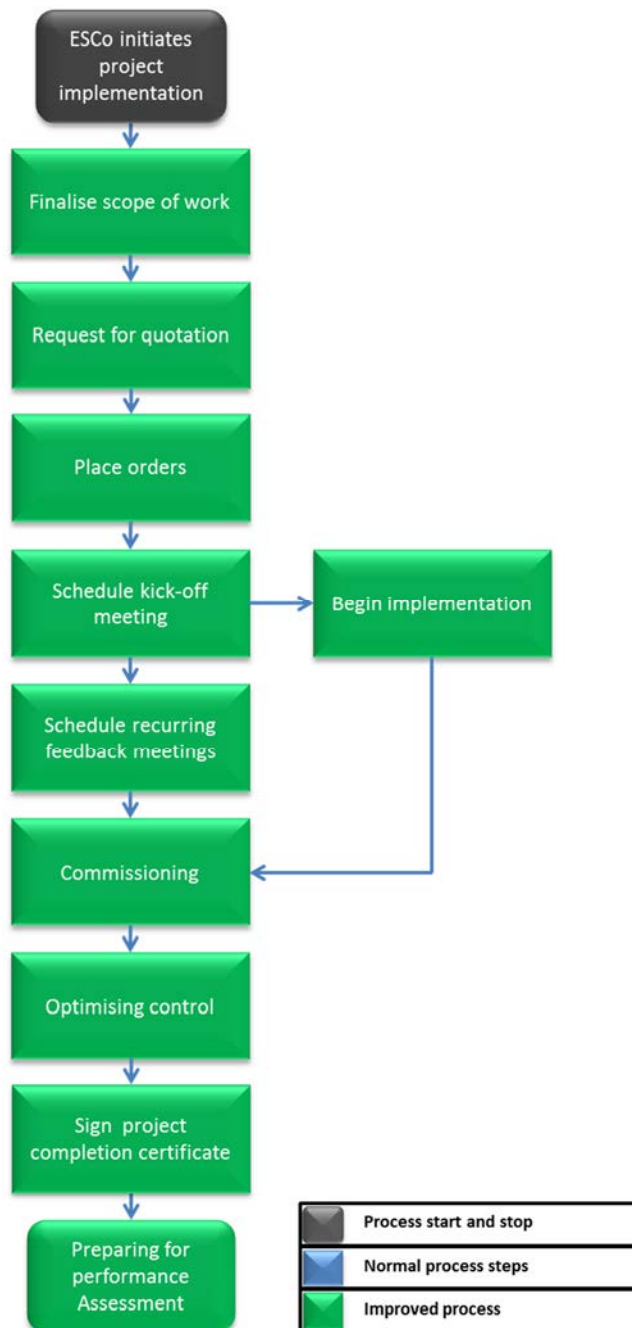 ESCo initiates
project
implementation
Finalise scope of work
Request for quotation
Place orders
Schedule kick-off
meeting
Begin implementation
Schedule recurring
feedback meetings
Commissioning
Optimising control
Sign project
completion certificate
Preparing for
performance
Assessment
Process start and stop
Normal process steps
Improved process